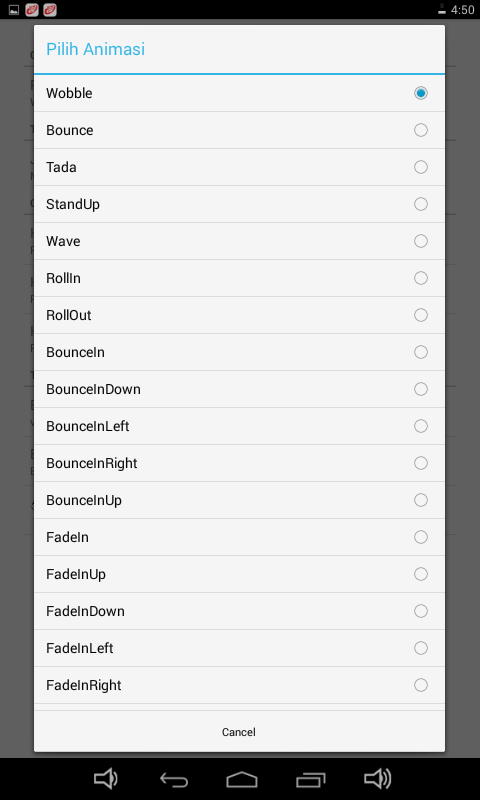 4:50
Pilih Animasi
Wobble
Bounce
Tada
StandUp
Wave
RollIn
RollOut
BounceIn
BounceInDown
BounceInLeft
BounceInRight
BounceInUp
FadeIn
FadeInUp
FadeInDown
FadeInLeft
FadeInRight
Cancel